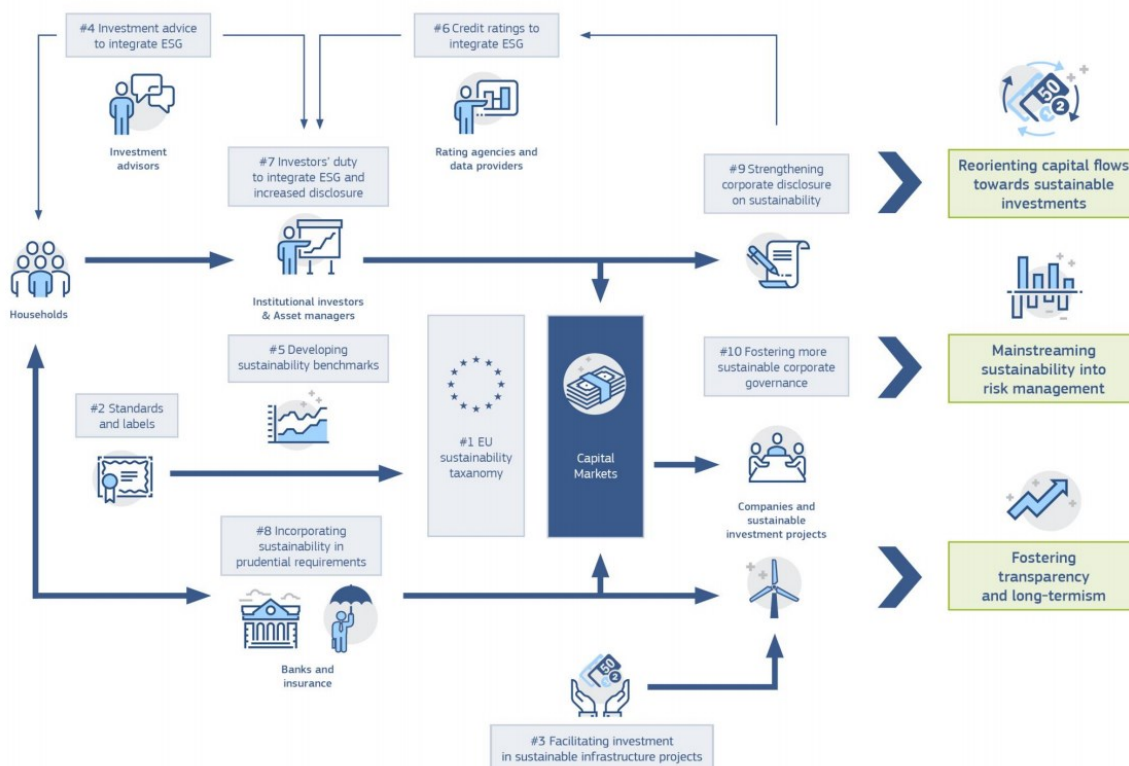 #4 Investment advice
to integrate ESG
#6 Credit ratings to
integrate ESG
50
2
Investment
advisors
Rating agencies and
data providers
#7 Investors' duty
to integrate ESG and
increased disclosure
#9 Strengthening
corporate disclosure
on sustainability
Reorienting capital flows
towards sustainable
investments
Households
Institutional investors
& Asset managers
#5 Developing
sustainability benchmarks
#10 Fostering more
sustainable corporate
governance
Mainstreaming
sustainability into
risk management
#2 Standards
and labels
#1 EU
sustainability
taxanomy
Capital
Markets
Companies and
sustainable
investment projects
#8 Incorporating
sustainability in
prudential requirements
Fostering
transparency
and long-termism
Banks and
insurance
50
2
#3 Facilitating investment
in sustainable infrastructure projects